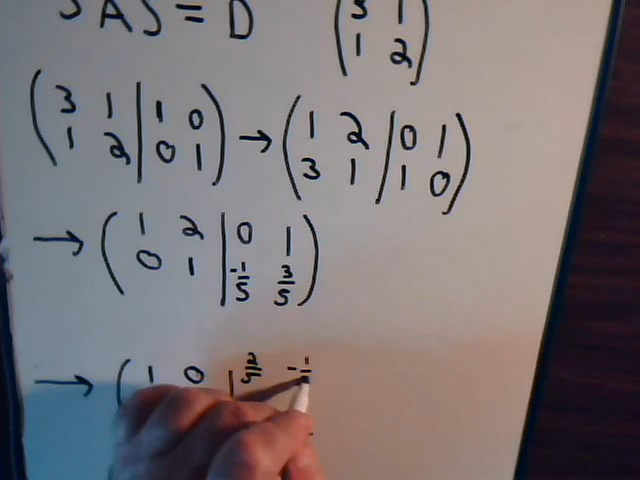 SAS = D ( 3 1
1 2 )
( 3 1 | 1 0
1 2 | 0 1 ) → ( 1 2 | 0 1
3 1 | 1 0 )
→ ( 1 2 | 0 1
0 1 | -1/5 3/5 )
→ ( 1 0 | 2/5 -1